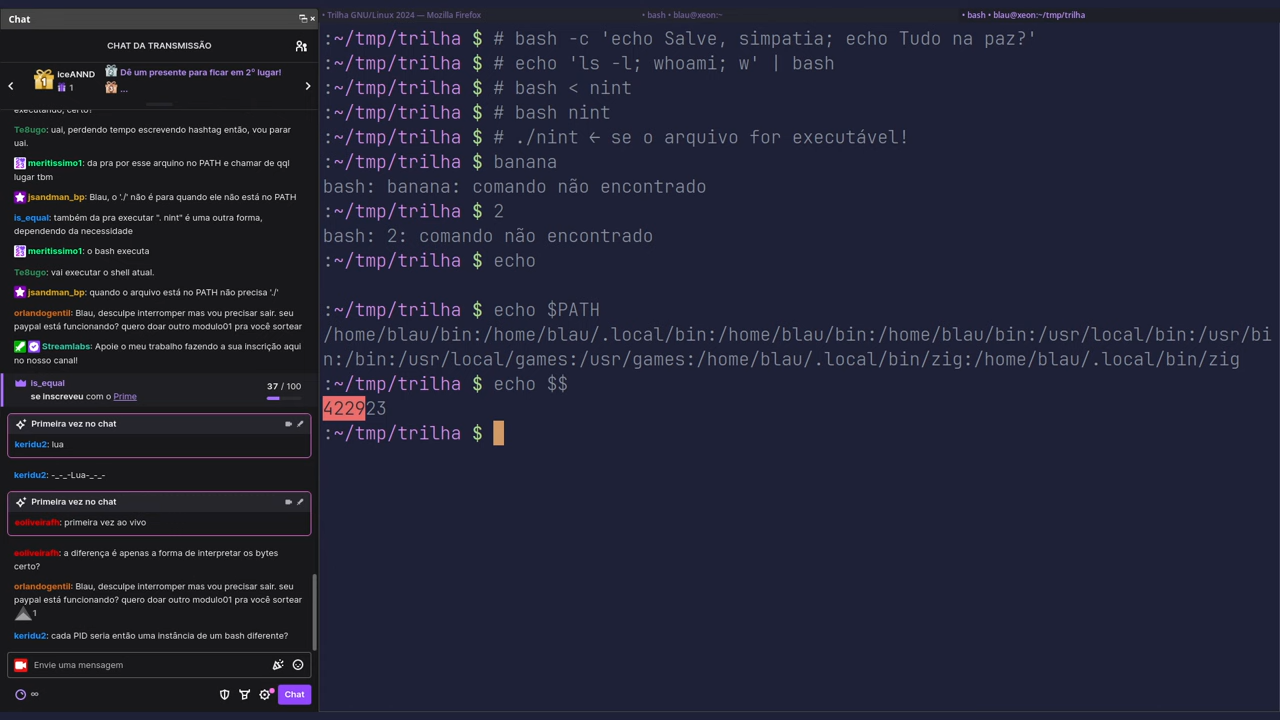 Chat
CHAT DA TRANSMISSÃO
iceANND
1
Dê um presente para ficar em 2º lugar!
...
executando, certo?
Te8ugo: uai, perdendo tempo escrevendo hashtag então, vou parar
uai.
meritissimo1: da pra por esse arquino no PATH e chamar de qql
lugar tbm
jsandman_bp: Blau, o './' não é para quando ele não está no PATH
is_equal: também da pra executar ". nint" é uma outra forma,
dependendo da necessidade
meritissimo1: o bash executa
Te8ugo: vai executar o shell atual.
jsandman_bp: quando o arquivo está no PATH não precisa './'
orlandogentil: Blau, desculpe interromper mas vou precisar sair. seu
paypal está funcionando? quero doar outro modulo01 pra você sortear
Streamlabs: Apoie o meu trabalho fazendo a sua inscrição aqui
no nosso canal!
is_equal
se inscreveu com o Prime
37 / 100
Primeira vez no chat
keridu2: lua
keridu2: -_-_-Lua-_-_-
Primeira vez no chat
eoliveirafh: primeira vez ao vivo
eoliveirafh: a diferença é apenas a forma de interpretar os bytes
certo?
orlandogentil: Blau, desculpe interromper mas vou precisar sair. seu
paypal está funcionando? quero doar outro modulo01 pra você sortear
1
keridu2: cada PID seria então uma instância de um bash diferente?
Envie uma mensagem
∞
Chat
• Trilha GNU/Linux 2024 — Mozilla Firefox
• bash • blau@xeon:~
• bash • blau@xeon:~/tmp/trilha
:~/tmp/trilha $ # bash -c 'echo Salve, simpatia; echo Tudo na paz?'
:~/tmp/trilha $ # echo 'ls -l; whoami; w' | bash
:~/tmp/trilha $ # bash < nint
:~/tmp/trilha $ # bash nint
:~/tmp/trilha $ # ./nint ← se o arquivo for executável!
:~/tmp/trilha $ banana
bash: banana: comando não encontrado
:~/tmp/trilha $ 2
bash: 2: comando não encontrado
:~/tmp/trilha $ echo
:~/tmp/trilha $ echo $PATH
/home/blau/bin:/home/blau/.local/bin:/home/blau/bin:/home/blau/bin:/usr/local/bin:/usr/bi
n:/bin:/usr/local/games:/usr/games:/home/blau/.local/bin/zig:/home/blau/.local/bin/zig
:~/tmp/trilha $ echo $$
422923
:~/tmp/trilha $